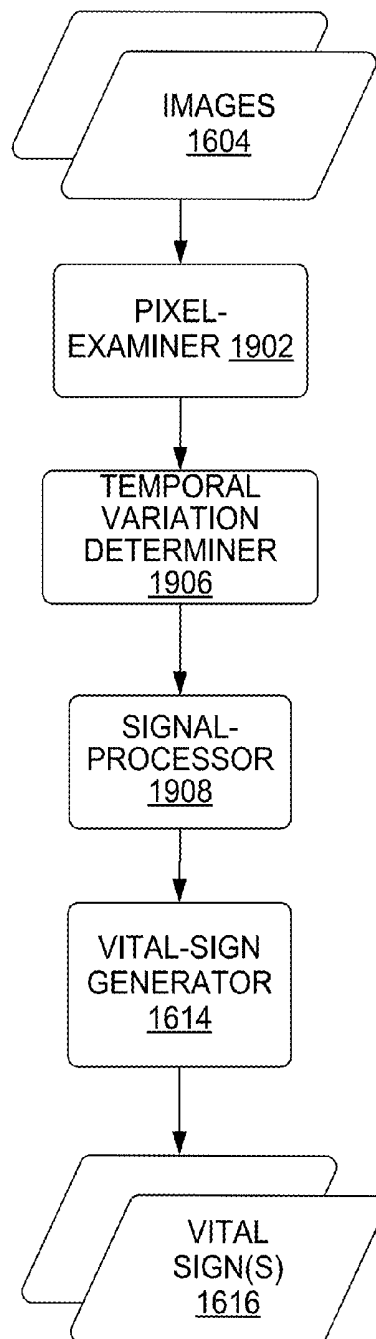 IMAGES
1604
PIXEL-
EXAMINER 1902
TEMPORAL
VARIATION
DETERMINER
1906
SIGNAL-
PROCESSOR
1908
VITAL-SIGN
GENERATOR
1614
VITAL
SIGN(S)
1616